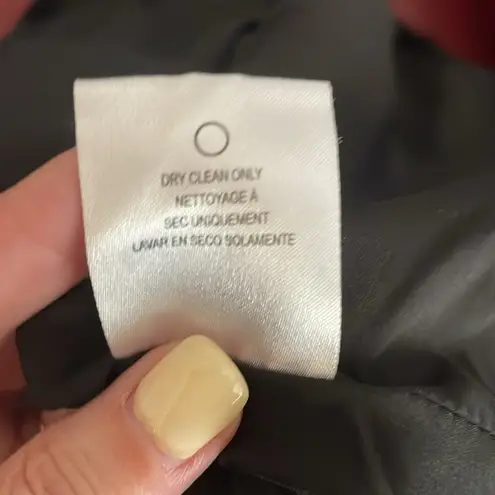 DRY CLEAN ONLY
NETTOYAGE À
SEC UNIQUEMENT
LAVAR EN SECO SOLAMENTE